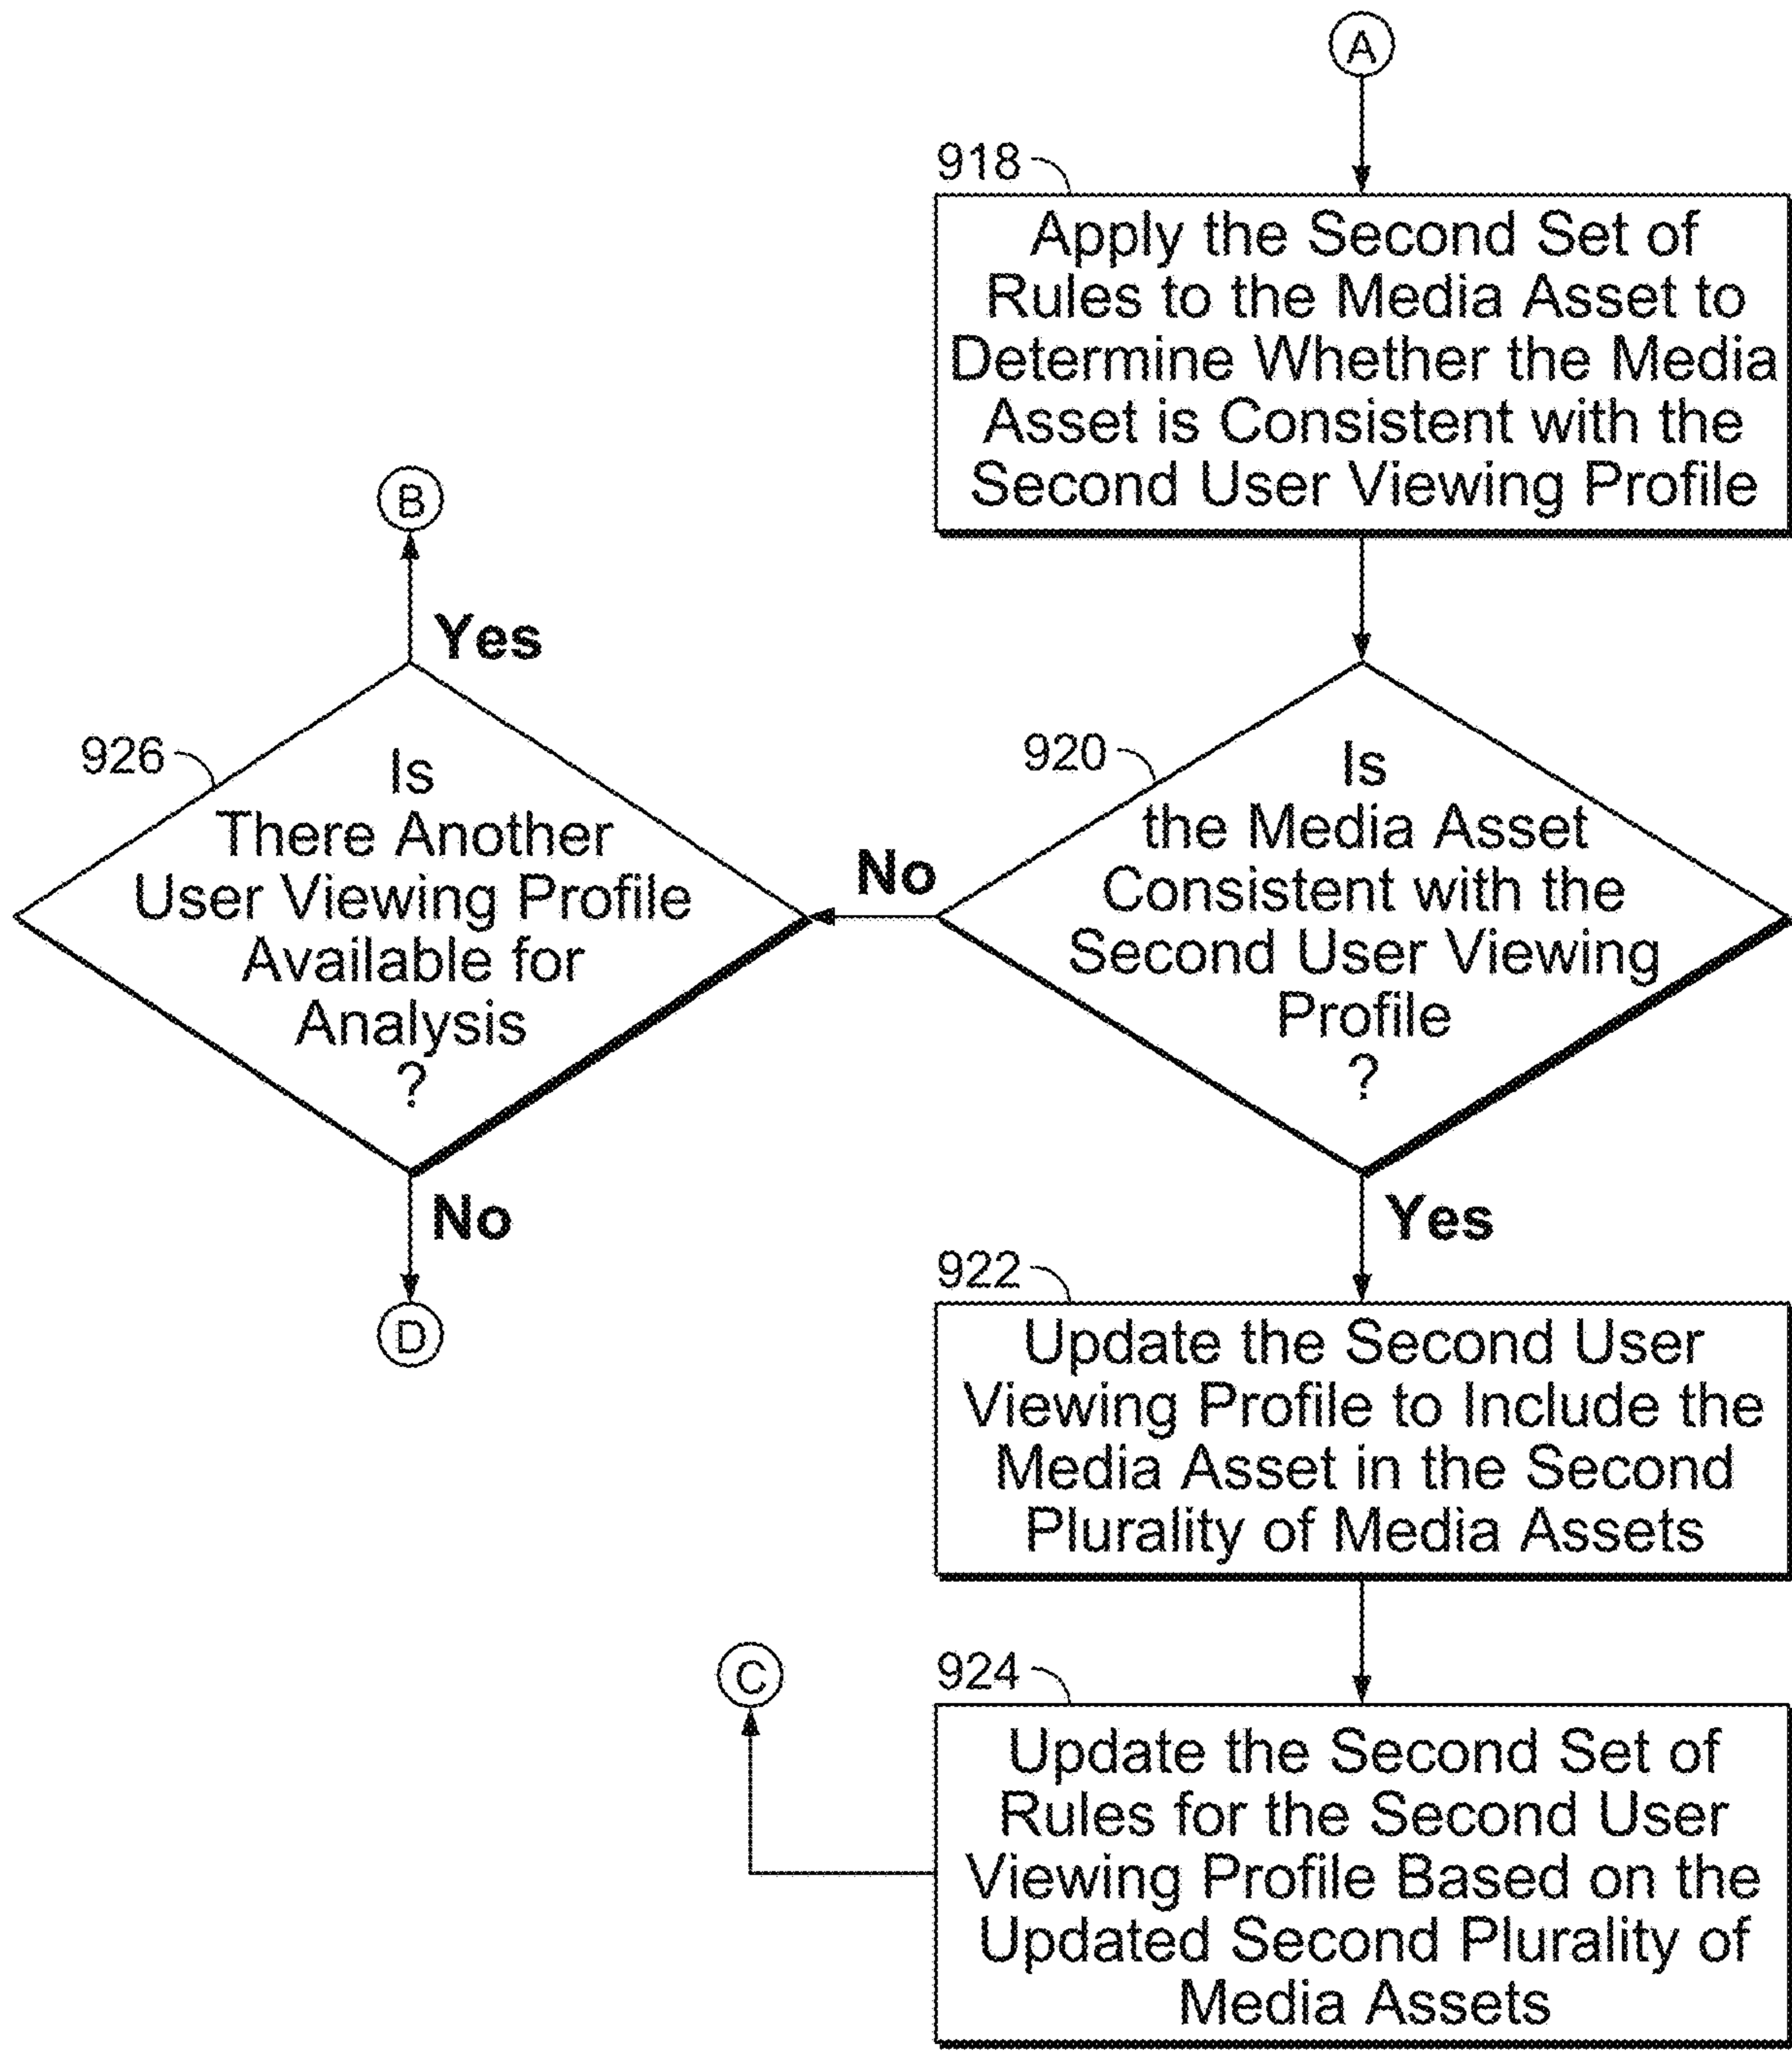 A
918
Apply the Second Set of
Rules to the Media Asset to
Determine Whether the Media
Asset is Consistent with the
Second User Viewing Profile
B
Yes
926
Is
There Another
User Viewing Profile
Available for
Analysis
?
No
D
No
920
Is
the Media Asset
Consistent with the
Second User Viewing
Profile
?
Yes
922
Update the Second User
Viewing Profile to Include the
Media Asset in the Second
Plurality of Media Assets
C
924
Update the Second Set of
Rules for the Second User
Viewing Profile Based on the
Updated Second Plurality of
Media Assets